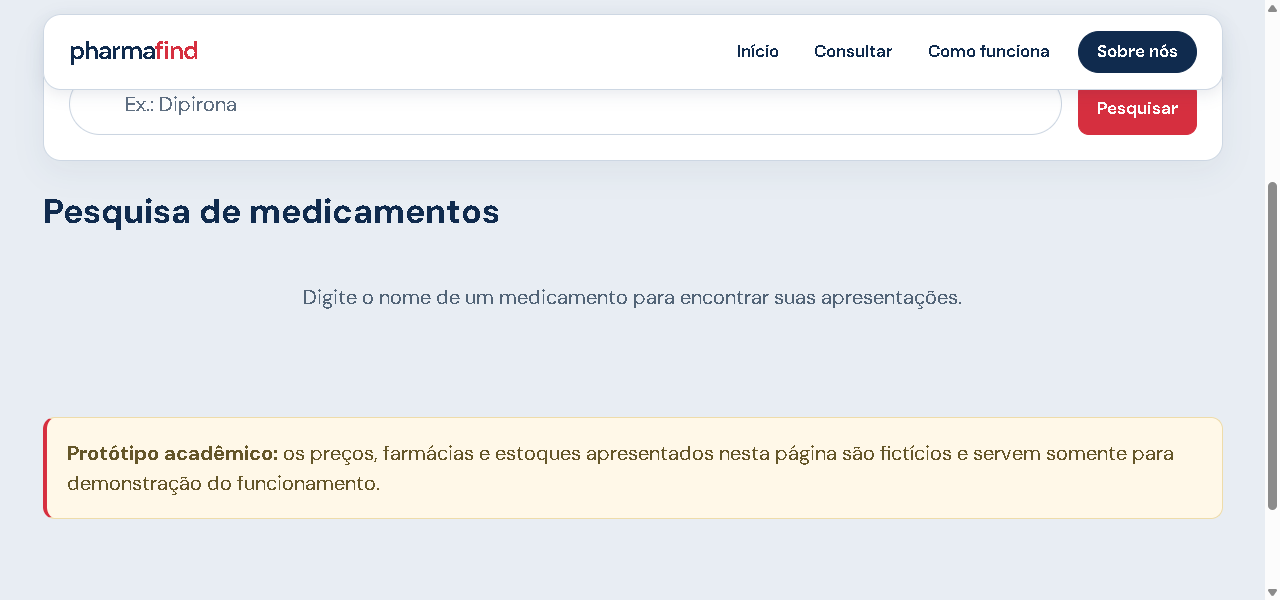 pharmafind
Início
Consultar
Como funciona
Sobre nós
Ex.: Dipirona
Pesquisar
Pesquisa de medicamentos
Digite o nome de um medicamento para encontrar suas apresentações.
Protótipo acadêmico: os preços, farmácias e estoques apresentados nesta página são fictícios e servem somente para
demonstração do funcionamento.